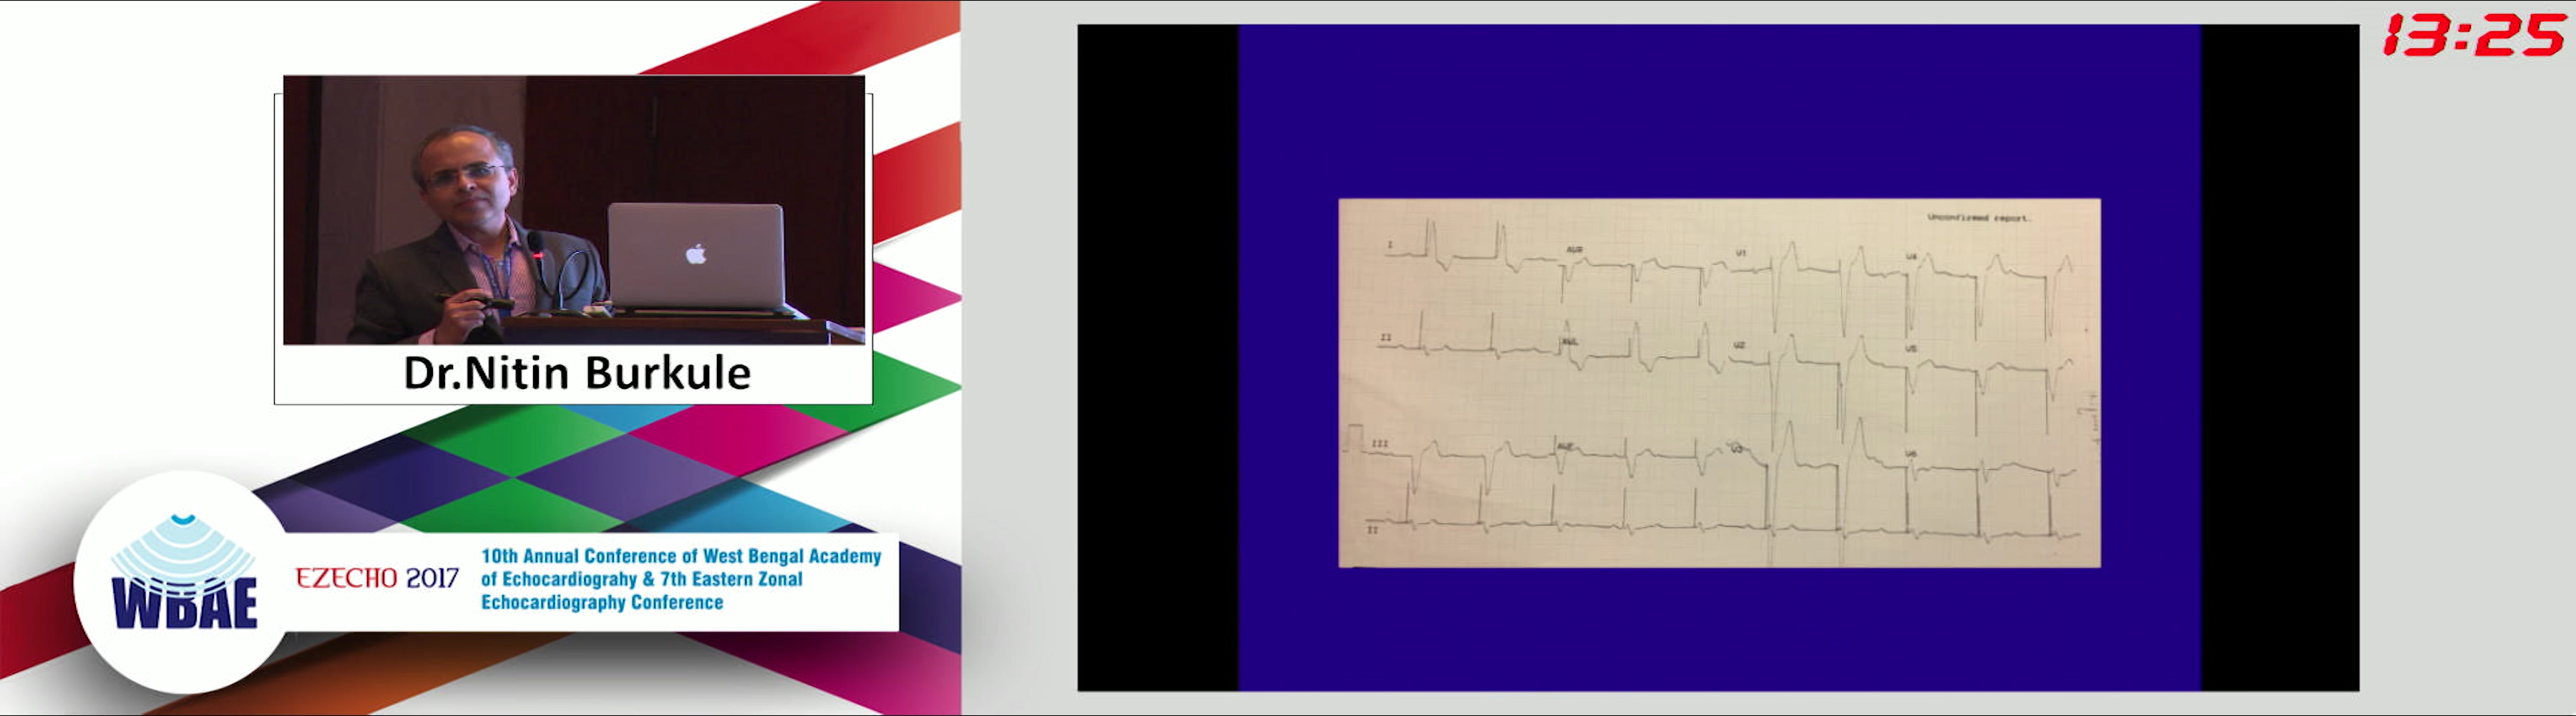 13:25
Dr.Nitin Burkule
WBAE
EZECHO 2017
10th Annual Conference of West Bengal Academy
of Echocardiograhy & 7th Eastern Zonal
Echocardiography Conference
Unconfirmed report.
I
AVR
V1
V4
II
AVL
V2
V5
III
AVF
V3
V6
II